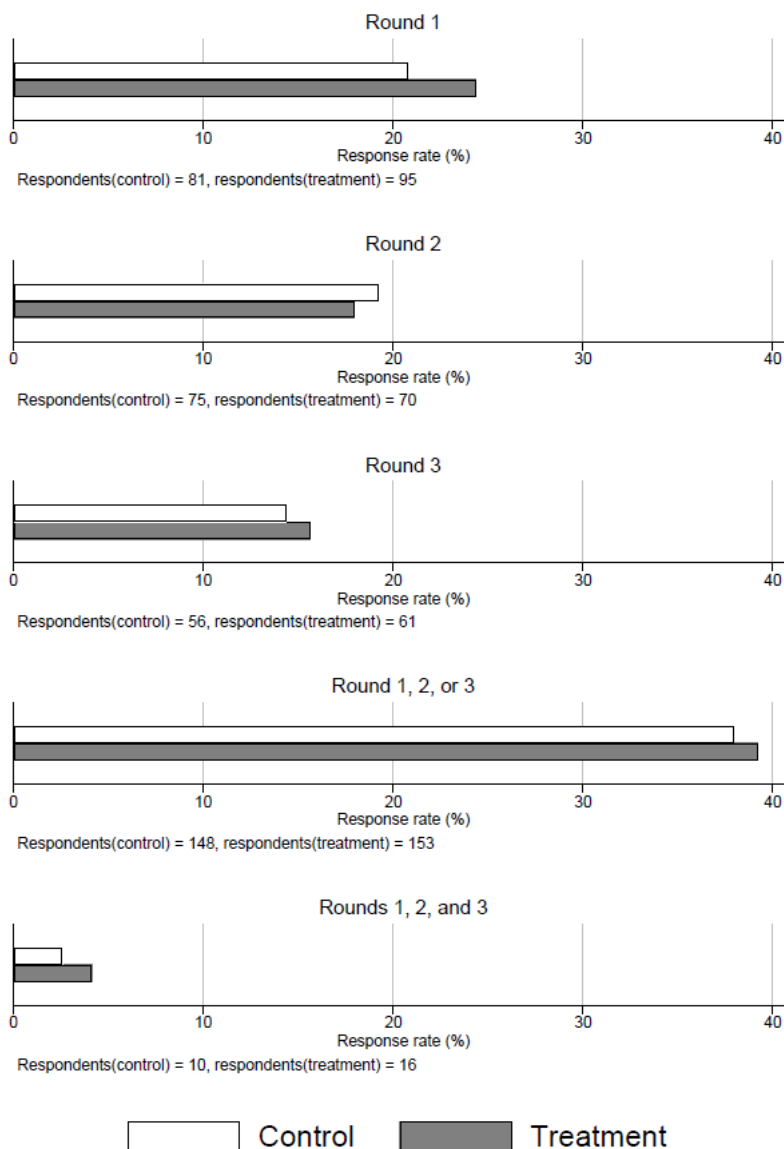 Round 1
0 10 20 30 40
Response rate (%)
Respondents(control) = 81, respondents(treatment) = 95
Round 2
0 10 20 30 40
Response rate (%)
Respondents(control) = 75, respondents(treatment) = 70
Round 3
0 10 20 30 40
Response rate (%)
Respondents(control) = 56, respondents(treatment) = 61
Round 1, 2, or 3
0 10 20 30 40
Response rate (%)
Respondents(control) = 148, respondents(treatment) = 153
Rounds 1, 2, and 3
0 10 20 30 40
Response rate (%)
Respondents(control) = 10, respondents(treatment) = 16
Control Treatment